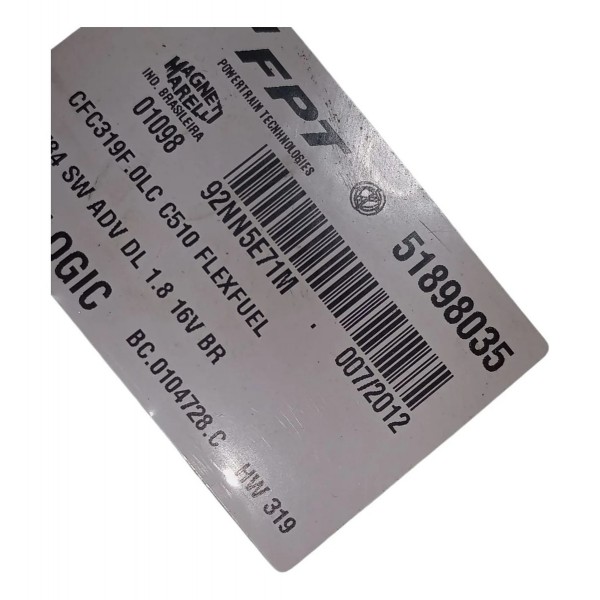 FPT
POWERTRAIN TECNHNOLOGIES
MAGNETI
MARELLI
IND. BRASILEIRA
01098
51898035
92NN5E71M
007/2012
CFC319F.0LC C510 FLEXFUEL
SW ADV DL 1.8 16V BR
OGIC
BC.0104728.C HW 319